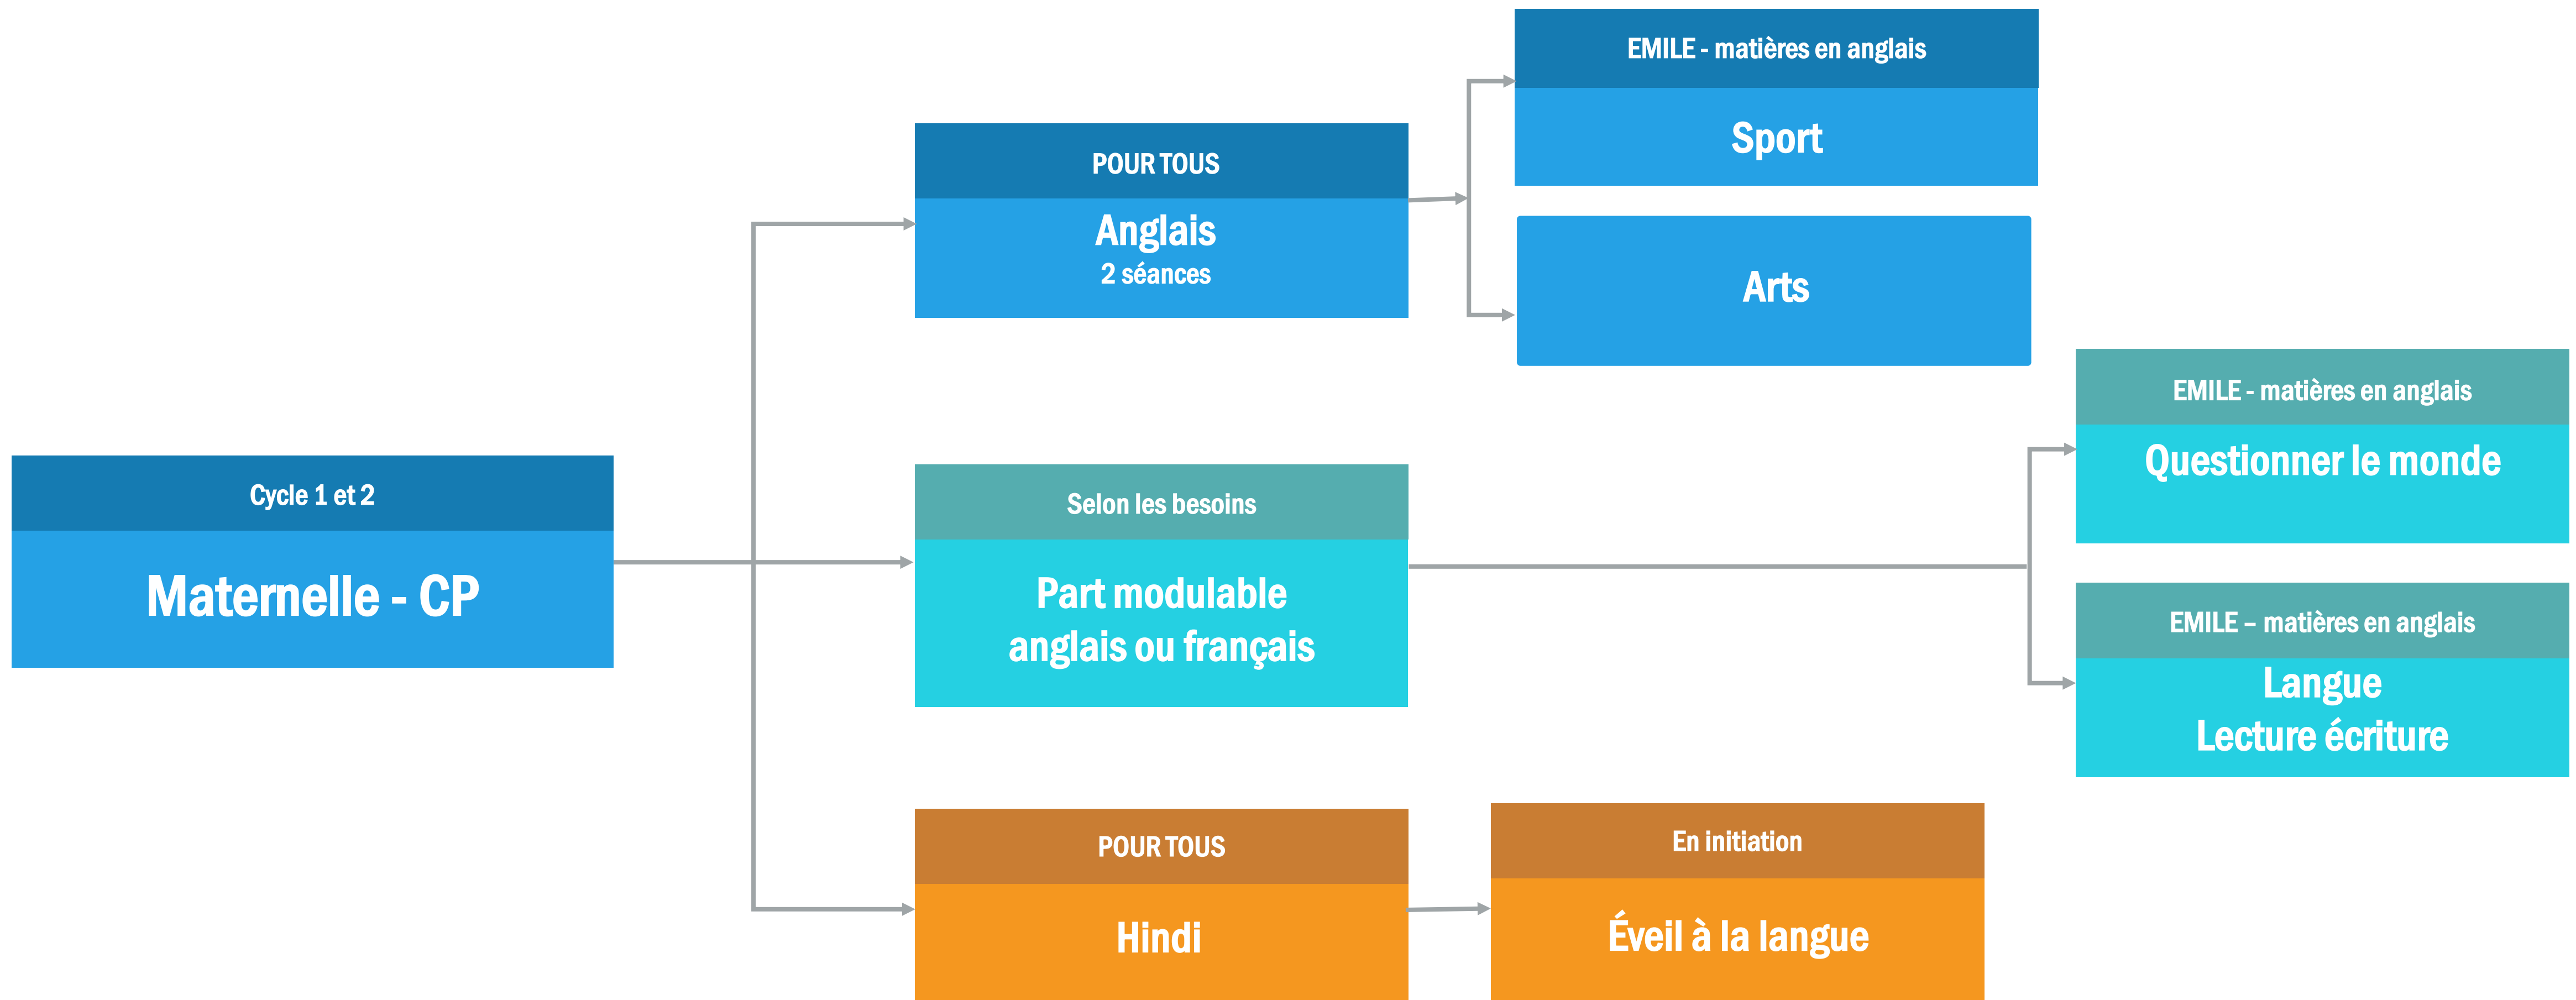 Cycle 1 et 2
Maternelle - CP
POUR TOUS
Anglais
2 séances
EMILE - matières en anglais
Sport
Arts
Selon les besoins
Part modulable
anglais ou français
EMILE - matières en anglais
Questionner le monde
EMILE – matières en anglais
Langue
Lecture écriture
POUR TOUS
Hindi
En initiation
Éveil à la langue